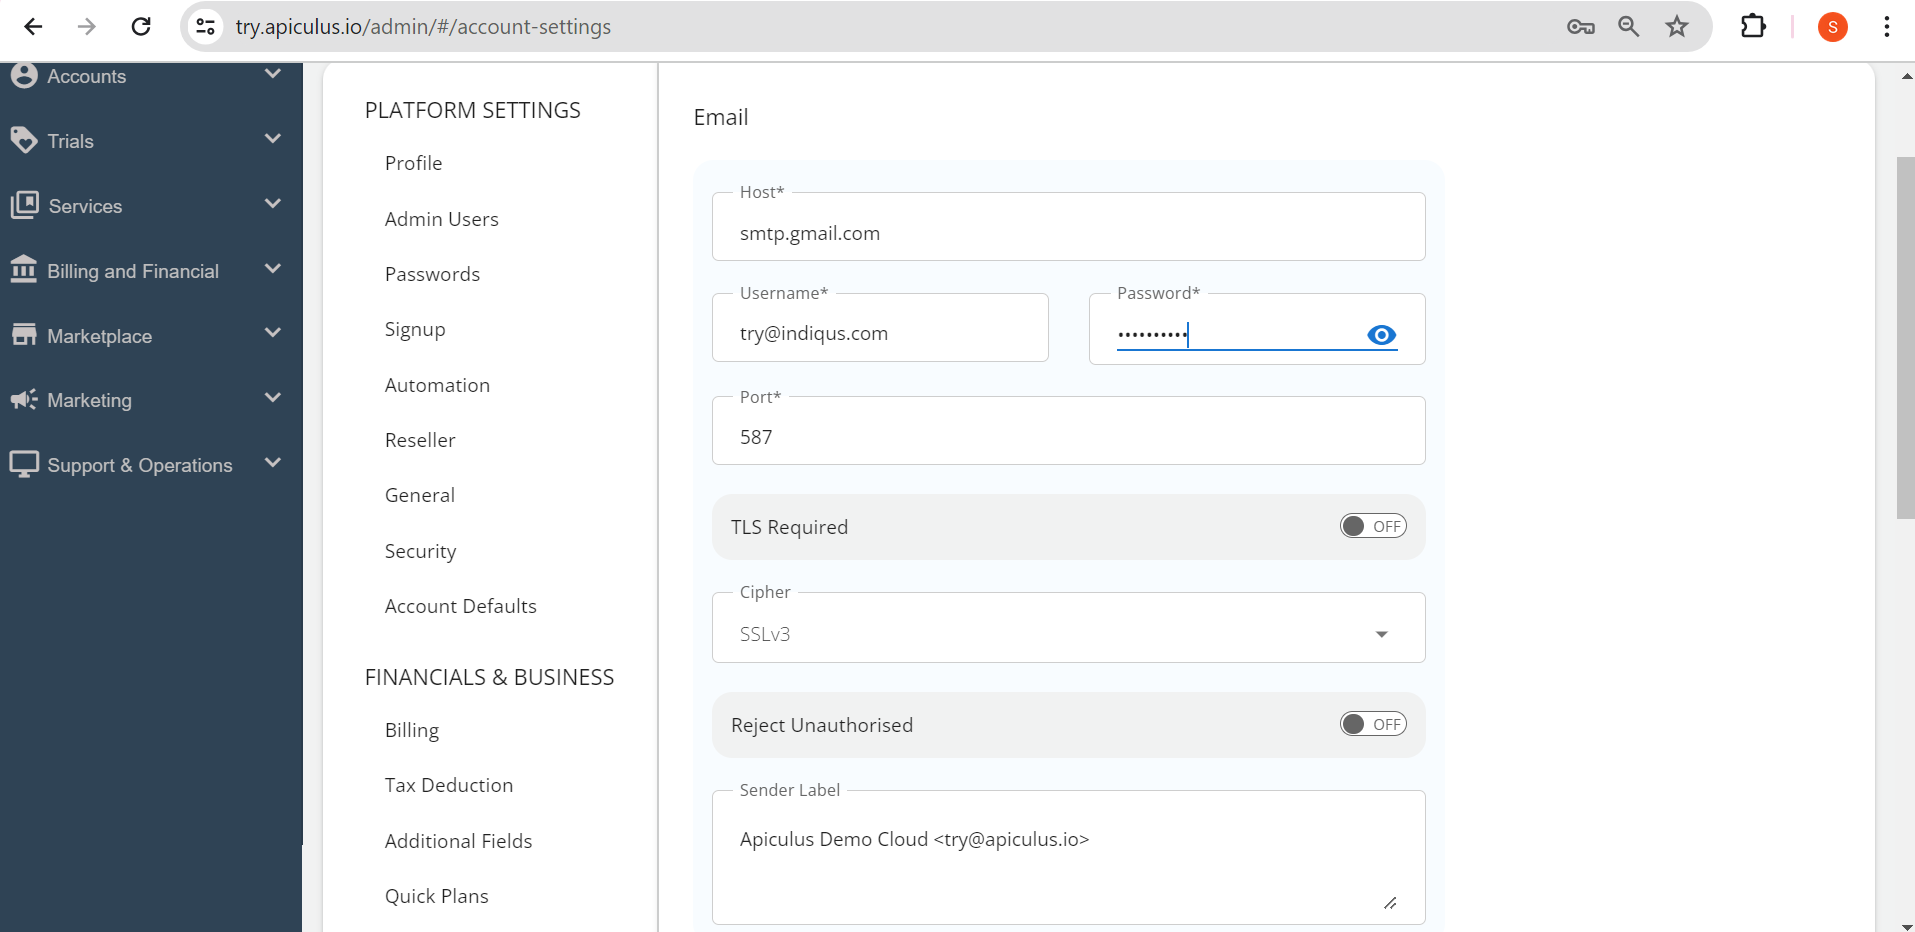 try.apiculus.io/admin/#/account-settings
S
Accounts
Trials
Services
Billing and Financial
Marketplace
Marketing
Support & Operations
PLATFORM SETTINGS
Profile
Admin Users
Passwords
Signup
Automation
Reseller
General
Security
Account Defaults
FINANCIALS & BUSINESS
Billing
Tax Deduction
Additional Fields
Quick Plans
Email
Host*
smtp.gmail.com
Username*
try@indiqus.com
Password*
••••••••••
Port*
587
TLS Required
OFF
Cipher
SSLv3
Reject Unauthorised
OFF
Sender Label
Apiculus Demo Cloud <try@apiculus.io>